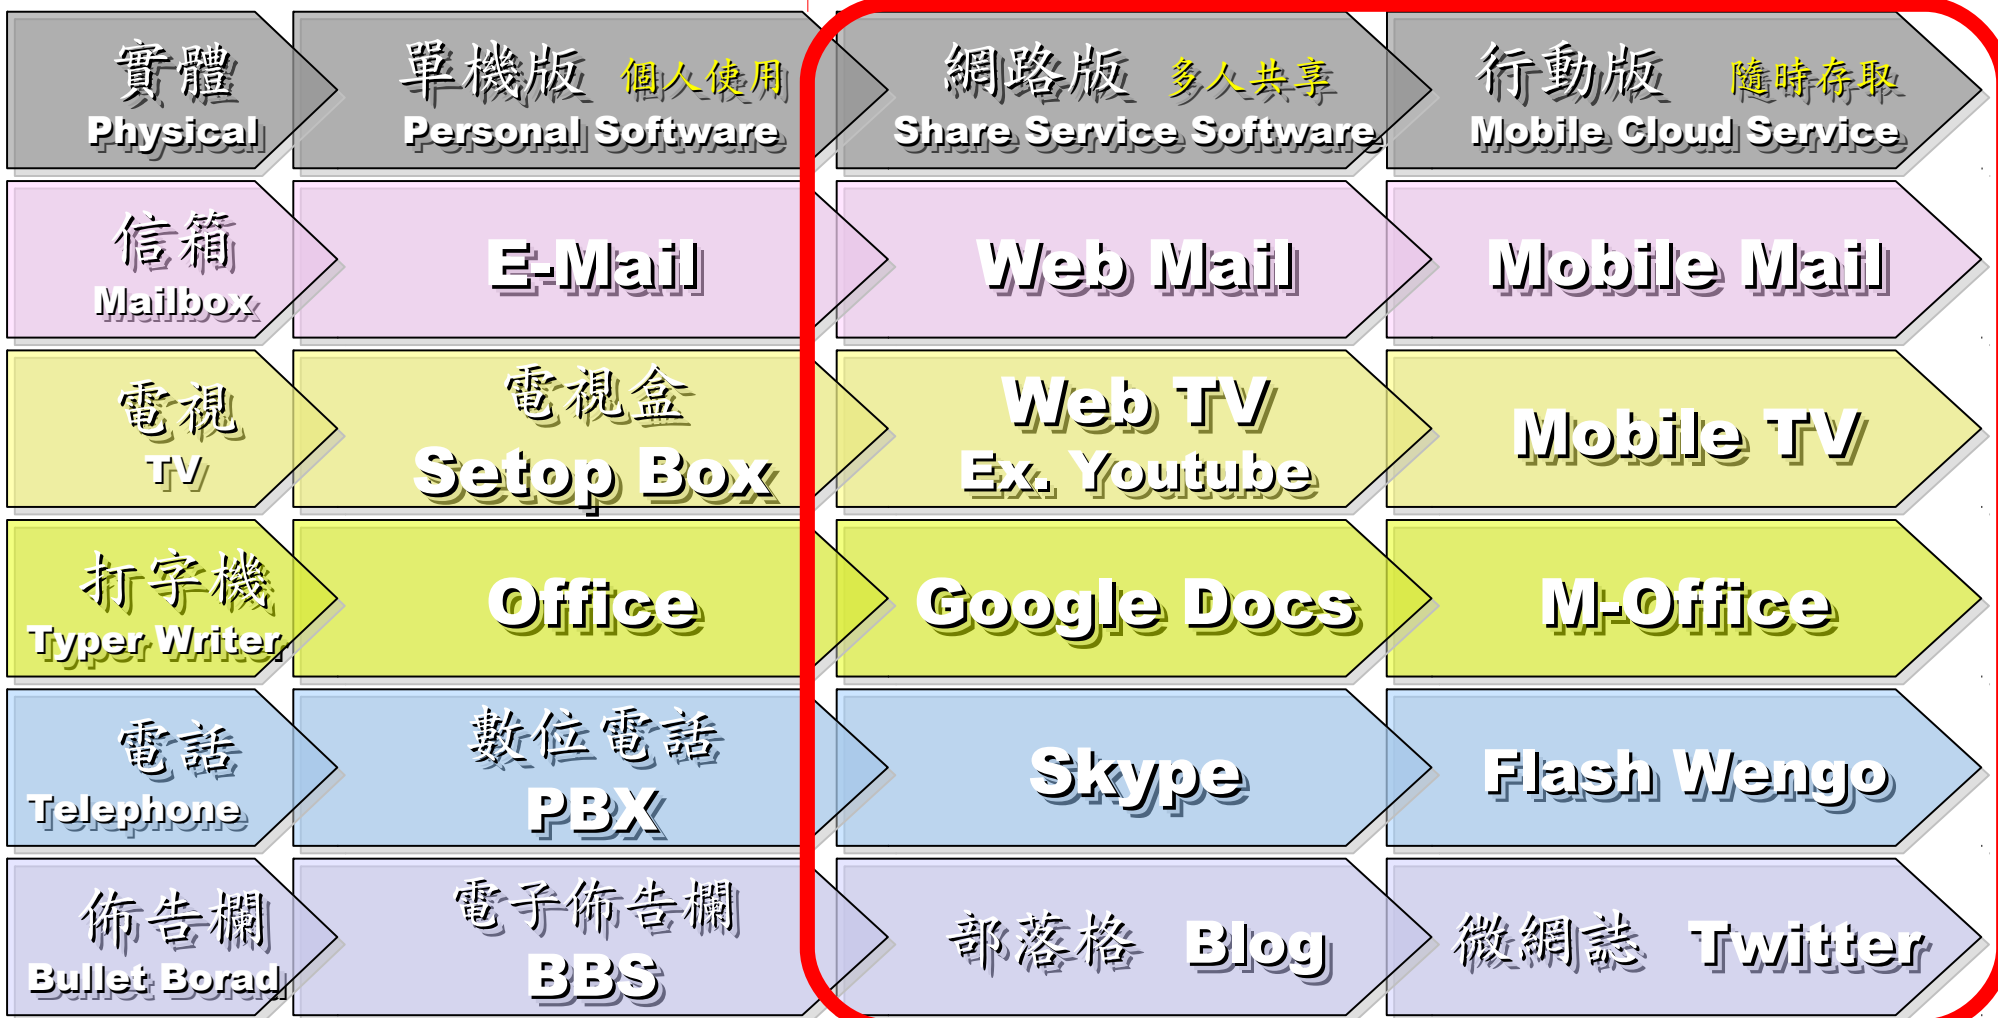 實體
Physical
單機版 個人使用
Personal Software
網路版 多人共享
Share Service Software
行動版 隨時存取
Mobile Cloud Service
信箱
Mailbox
E-Mail
Web Mail
Mobile Mail
電視
TV
電視盒
Setop Box
Web TV
Ex. Youtube
Mobile TV
打字機
Typer Writer
Office
Google Docs
M-Office
電話
Telephone
數位電話
PBX
Skype
Flash Wengo
佈告欄
Bullet Borad
電子佈告欄
BBS
部落格 Blog
微網誌 Twitter